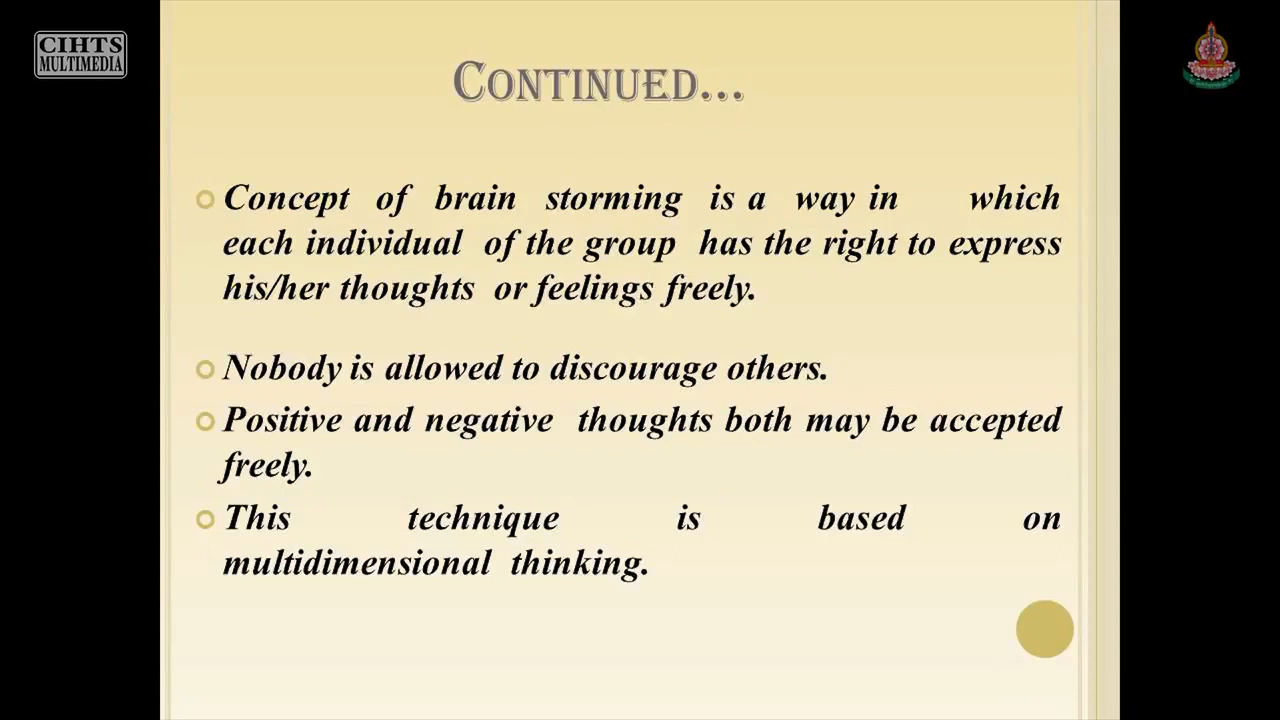 CIHTS
MULTIMEDIA
CONTINUED...
Concept of brain storming is a way in which
each individual of the group has the right to express
his/her thoughts or feelings freely.
Nobody is allowed to discourage others.
Positive and negative thoughts both may be accepted
freely.
This technique is based on
multidimensional thinking.